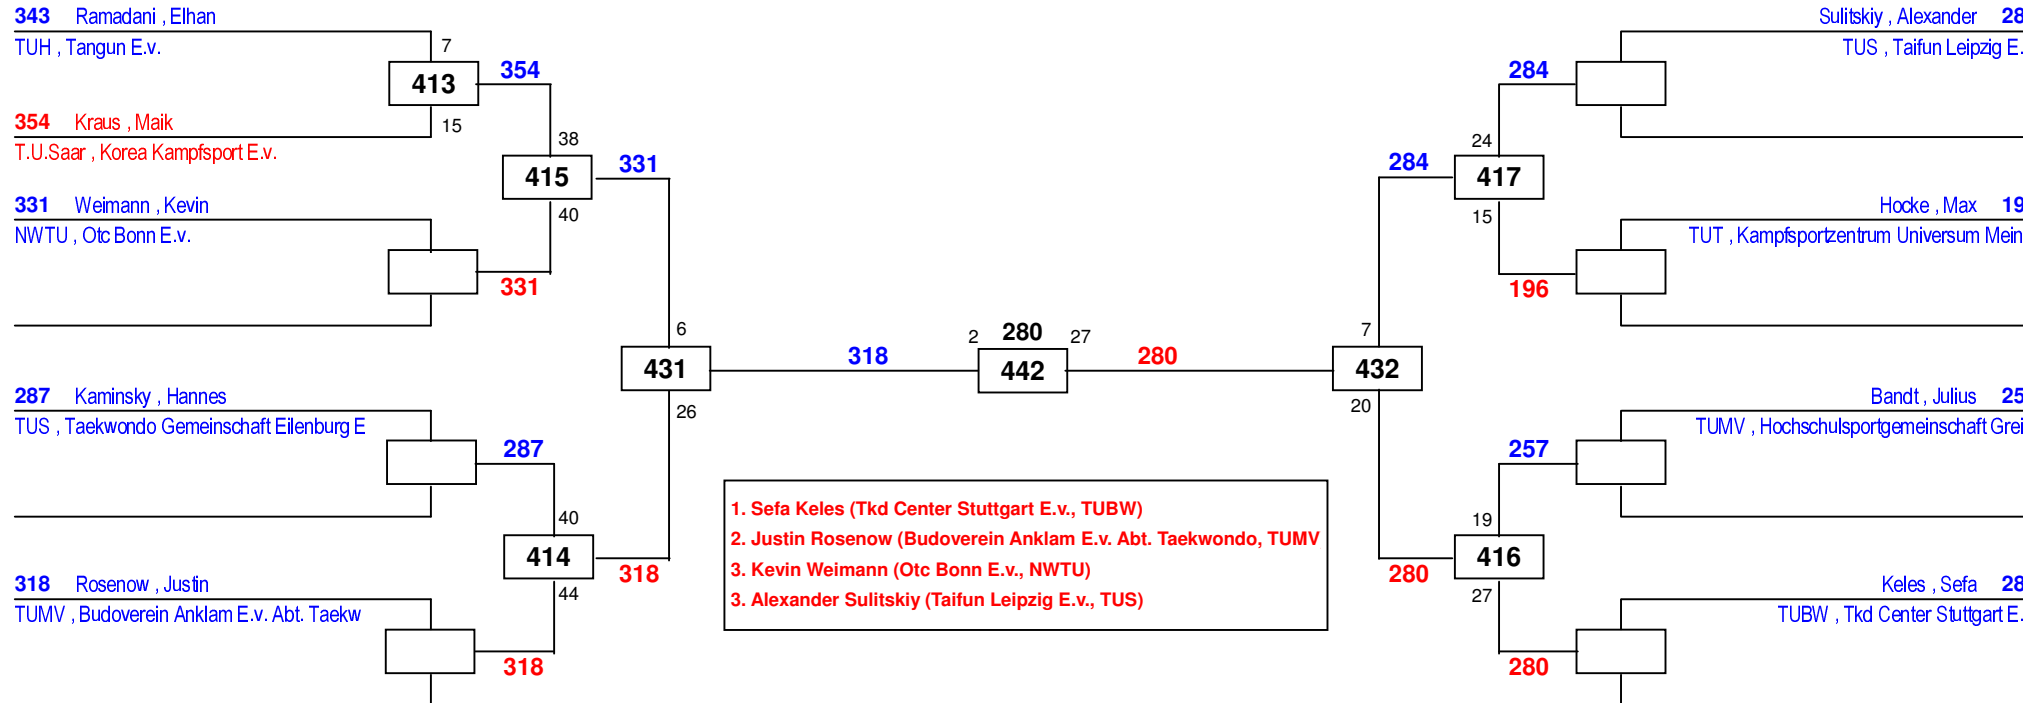 343 Ramadani , Elhan
TUH , Tangun E.v.
7
413
354
15
354 Kraus , Maik
T.U.Saar , Korea Kampfsport E.v.
38
415
331
40
331 Weimann , Kevin
NWTU , Otc Bonn E.v.
331
6
431
318
26
287 Kaminsky , Hannes
TUS , Taekwondo Gemeinschaft Eilenburg E
287
40
414
318
44
318 Rosenow , Justin
TUMV , Budoverein Anklam E.v. Abt. Taekw
318
2 280 27
442
280
Sulitskiy , Alexander 28
TUS , Taifun Leipzig E.
284
24
284
417
15
Hocke , Max 19
TUT , Kampfsportzentrum Universum Mein
196
7
432
20
Bandt , Julius 25
TUMV , Hochschulsportgemeinschaft Grei
257
19
416
280
27
Keles , Sefa 28
TUBW , Tkd Center Stuttgart E.
280
1. Sefa Keles (Tkd Center Stuttgart E.v., TUBW)
2. Justin Rosenow (Budoverein Anklam E.v. Abt. Taekwondo, TUMV
3. Kevin Weimann (Otc Bonn E.v., NWTU)
3. Alexander Sulitskiy (Taifun Leipzig E.v., TUS)